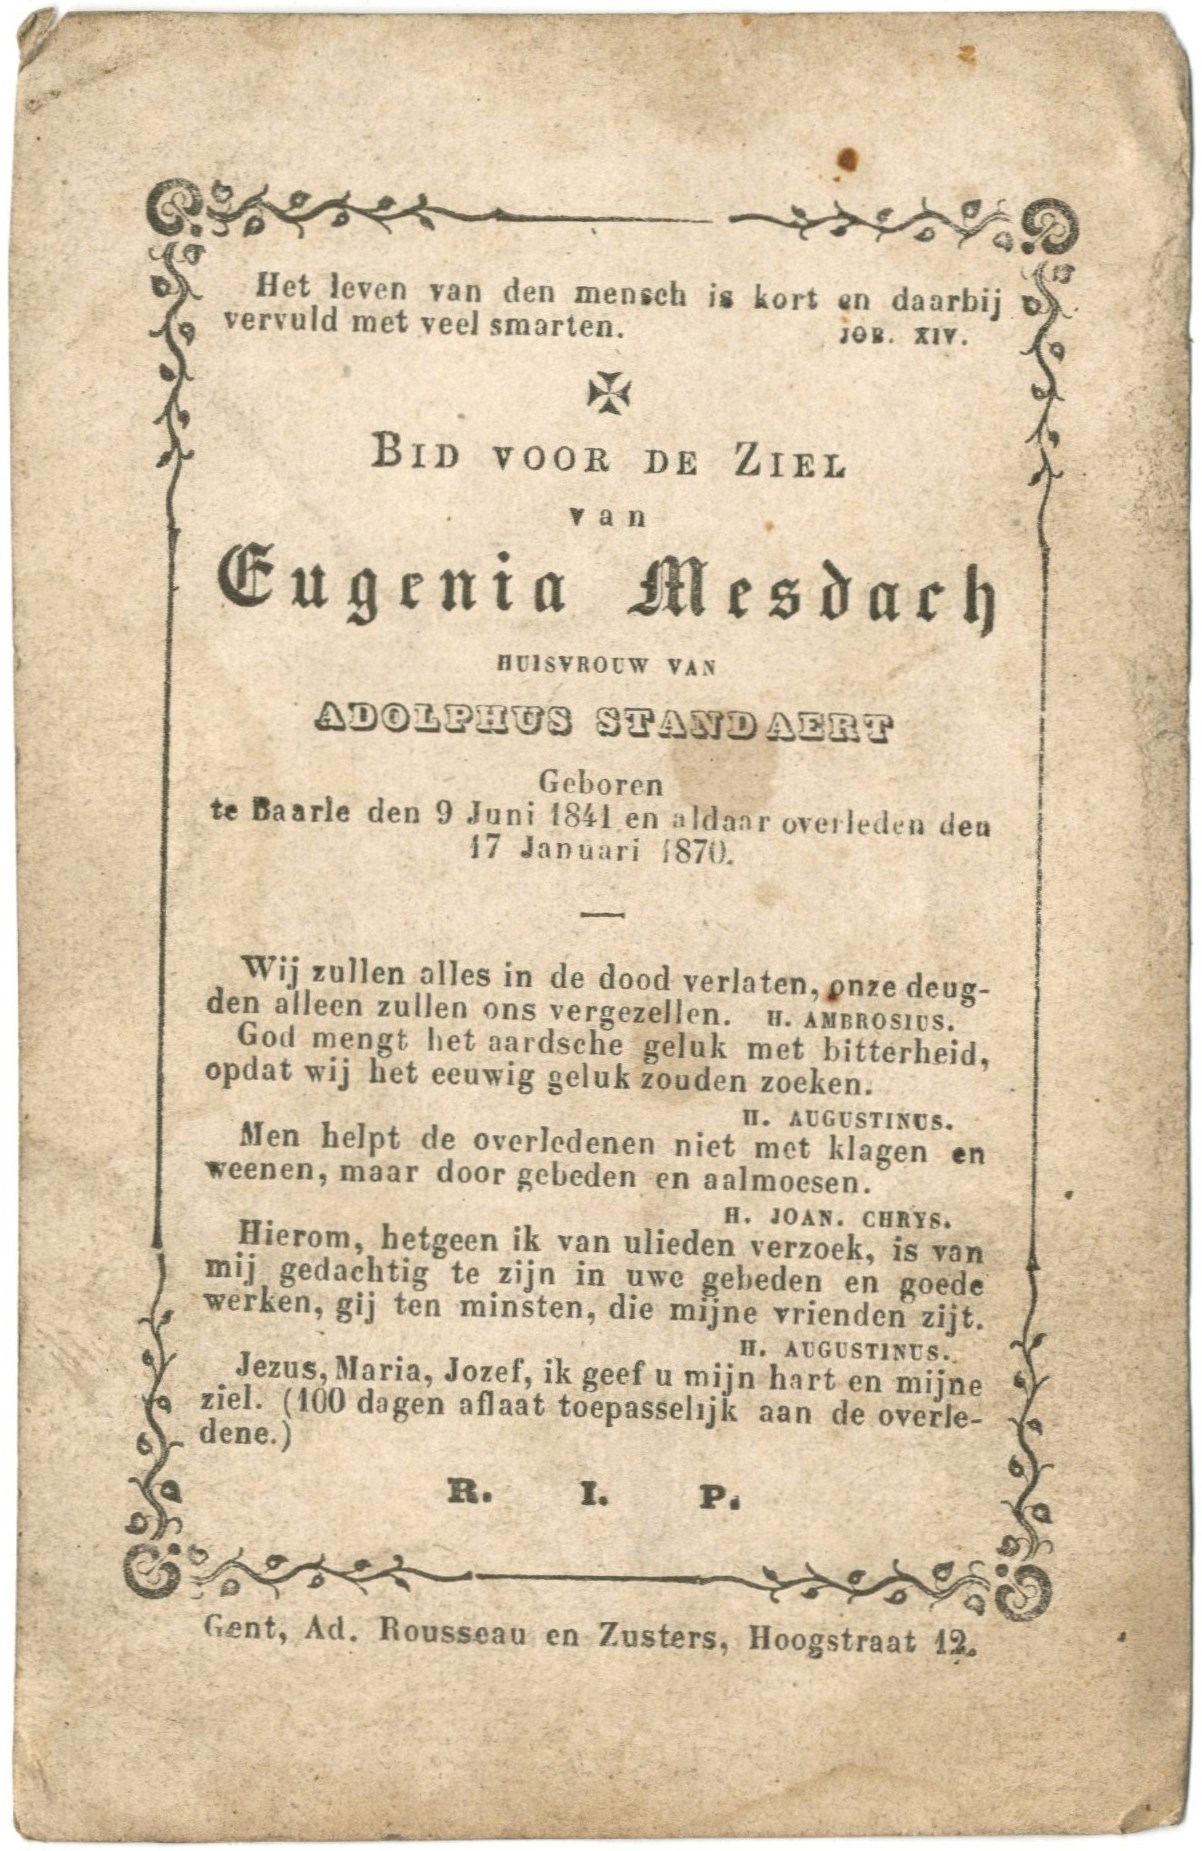 Het leven van den mensch is kort en daarbij
vervuld met veel smarten. JOB. XIV.
BID VOOR DE ZIEL
van
Eugenia Mesdach
HUISVROUW VAN
ADOLPHUS STANDAERT
Geboren
te Baarle den 9 Juni 1841 en aldaar overleden den
17 Januari 1870.
Wij zullen alles in de dood verlaten, onze deug-
den alleen zullen ons vergezellen. H. AMBROSIUS.
God mengt het aardsche geluk met bitterheid,
opdat wij het eeuwig geluk zouden zoeken.
H. AUGUSTINUS.
Men helpt de overledenen niet met klagen en
weenen, maar door gebeden en aalmoesen.
H. JOAN. CHRYS.
Hierom, hetgeen ik van ulieden verzoek, is van
mij gedachtig te zijn in uwe gebeden en goede
werken, gij ten minsten, die mijne vrienden zijt.
H. AUGUSTINUS.
Jezus, Maria, Jozef, ik geef u mijn hart en mijne
ziel. (100 dagen aflaat toepasselijk aan de overle-
dene.)
R. I. P.
Gent, Ad. Rousseau en Zusters, Hoogstraat 12.